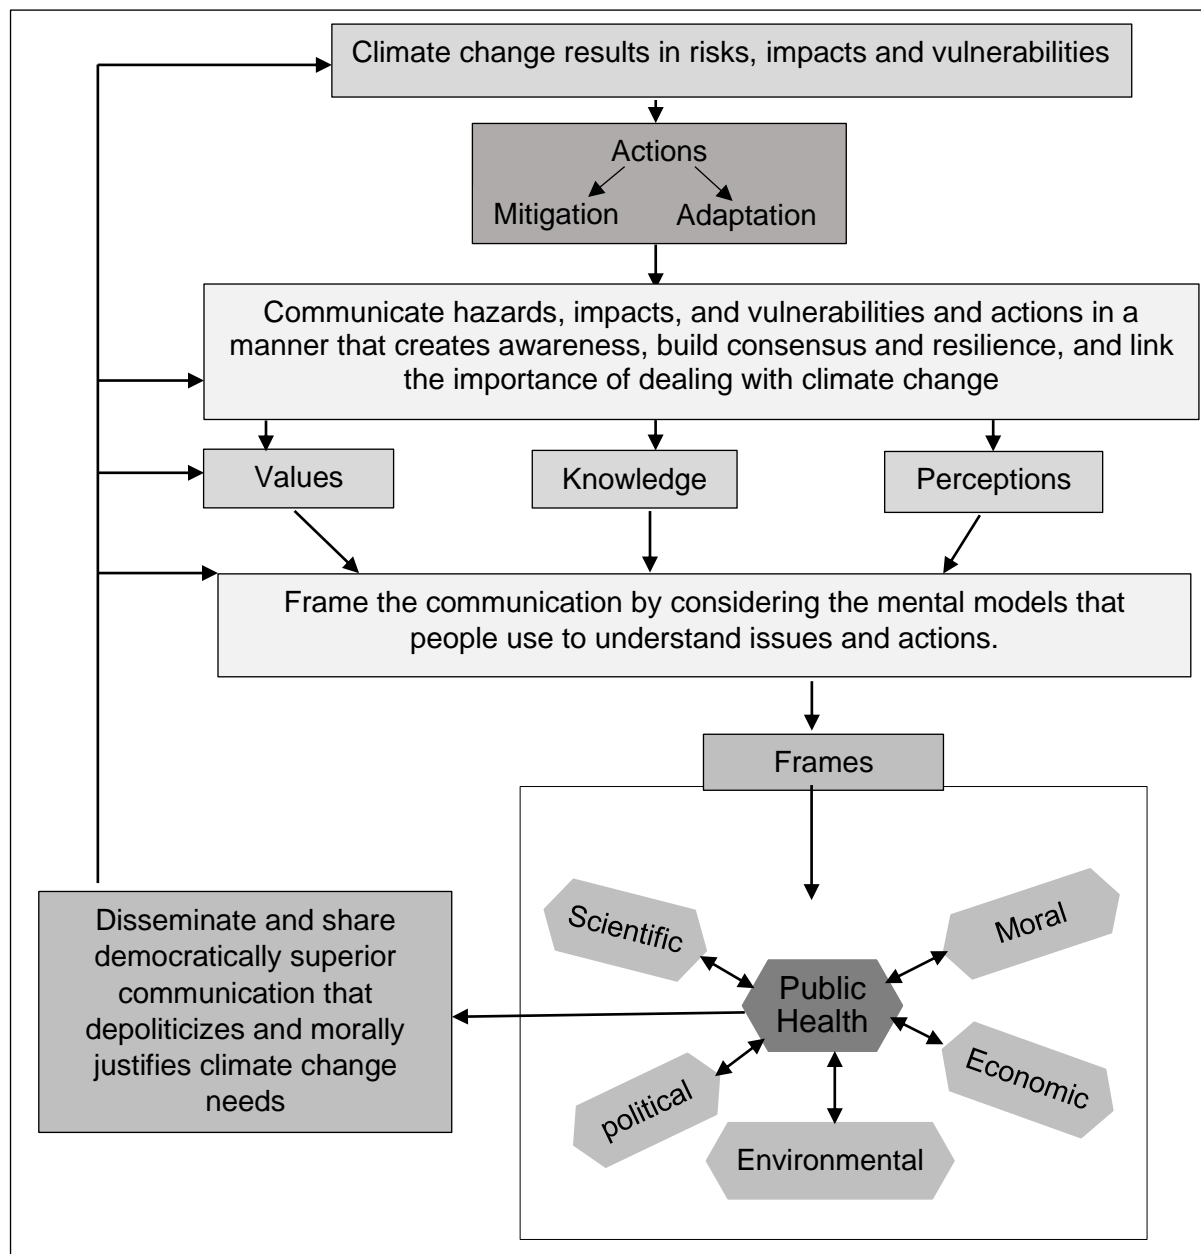 Climate change results in risks, impacts and vulnerabilities
Actions
Mitigation Adaptation
Communicate hazards, impacts, and vulnerabilities and actions in a
manner that creates awareness, build consensus and resilience, and link
the importance of dealing with climate change
Values Knowledge Perceptions
Frame the communication by considering the mental models that
people use to understand issues and actions.
Frames
Disseminate and share
democratically superior
communication that
depoliticizes and morally
justifies climate change
needs
Scientific
Moral
Public
Health
political
Economic
Environmental